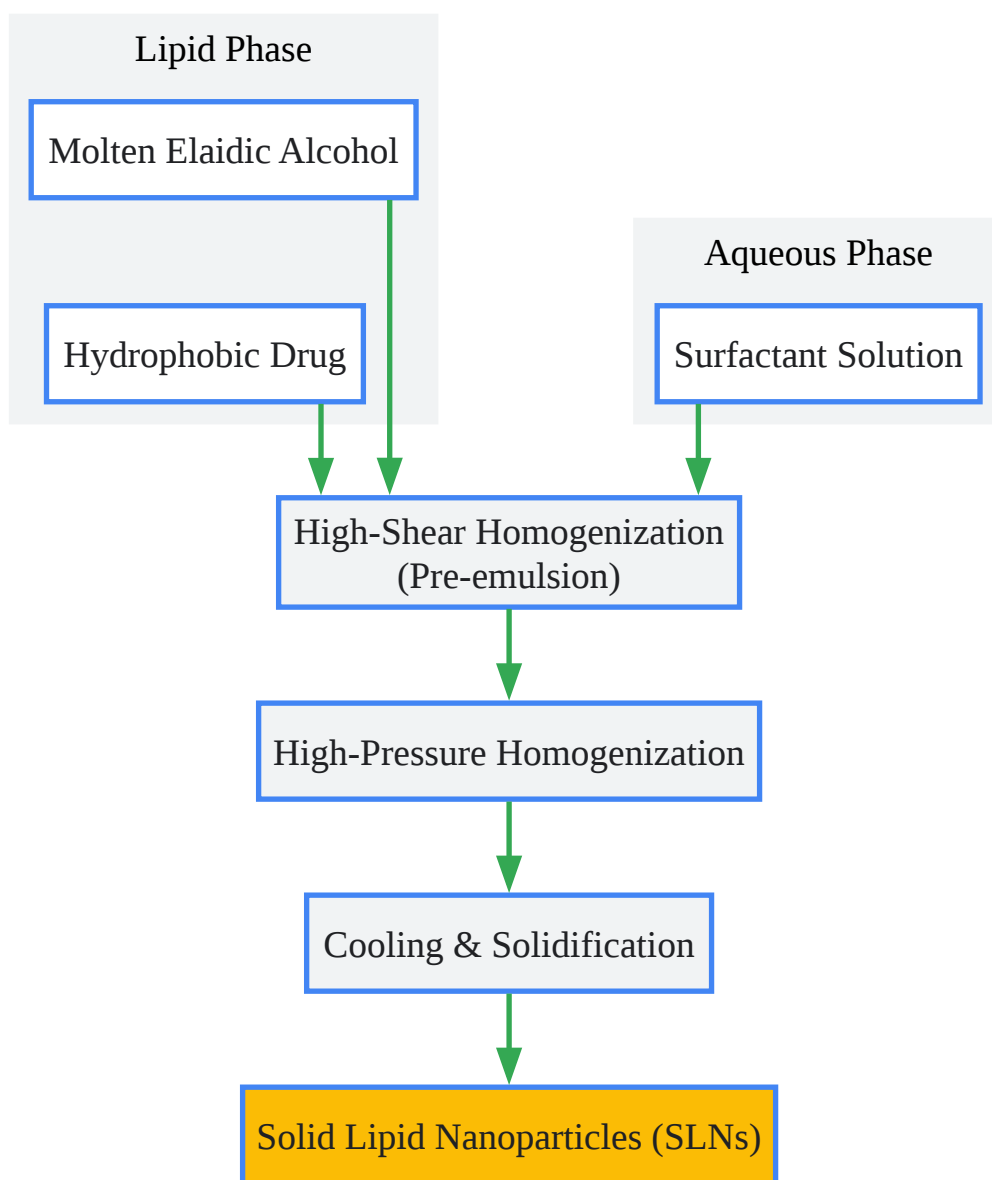 Lipid Phase
Molten Elaidic Alcohol
Hydrophobic Drug
Aqueous Phase
Surfactant Solution
High-Shear Homogenization
(Pre-emulsion)
High-Pressure Homogenization
Cooling & Solidification
Solid Lipid Nanoparticles (SLNs)